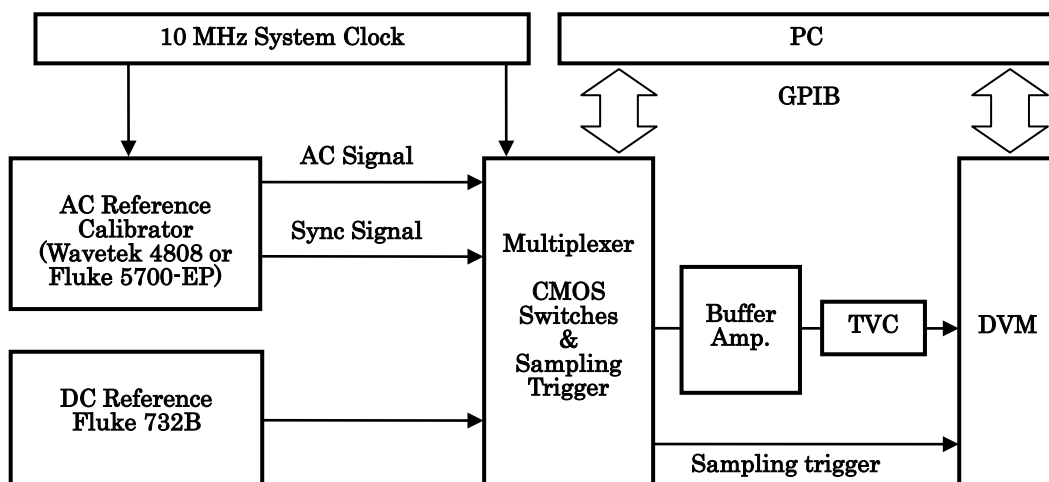 10 MHz System Clock
PC
GPIB
AC Signal
AC Reference
Calibrator
(Wavetek 4808 or
Fluke 5700-EP)
Sync Signal
Multiplexer
CMOS
Switches
&
Sampling
Trigger
Buffer
Amp.
TVC
DVM
DC Reference
Fluke 732B
Sampling trigger